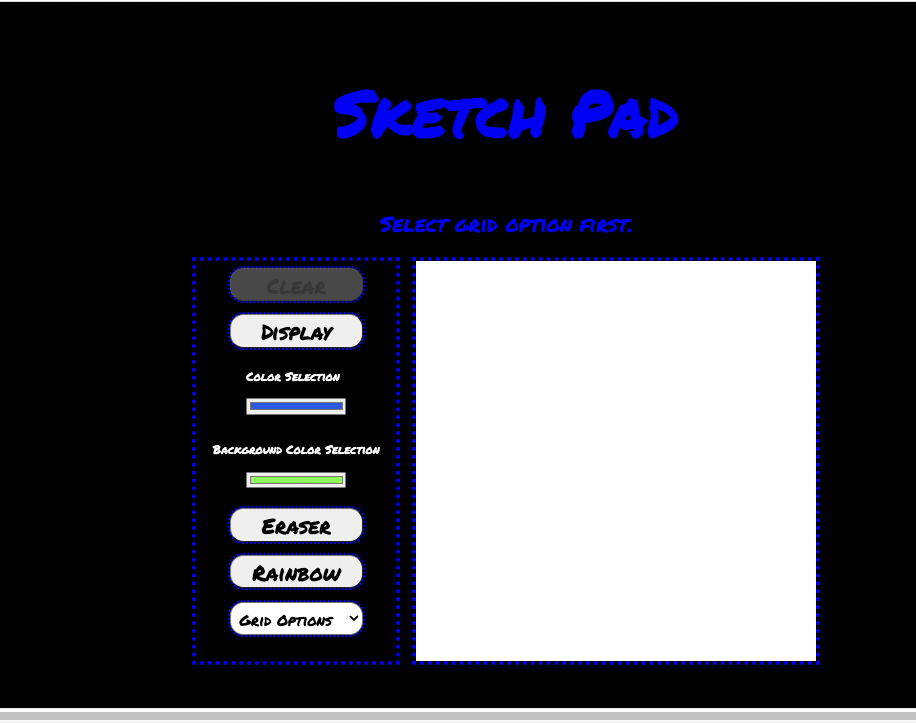 Sketch Pad
Select grid option first.
Clear
Display
Color Selection
Background Color Selection
Eraser
Rainbow
Grid Options